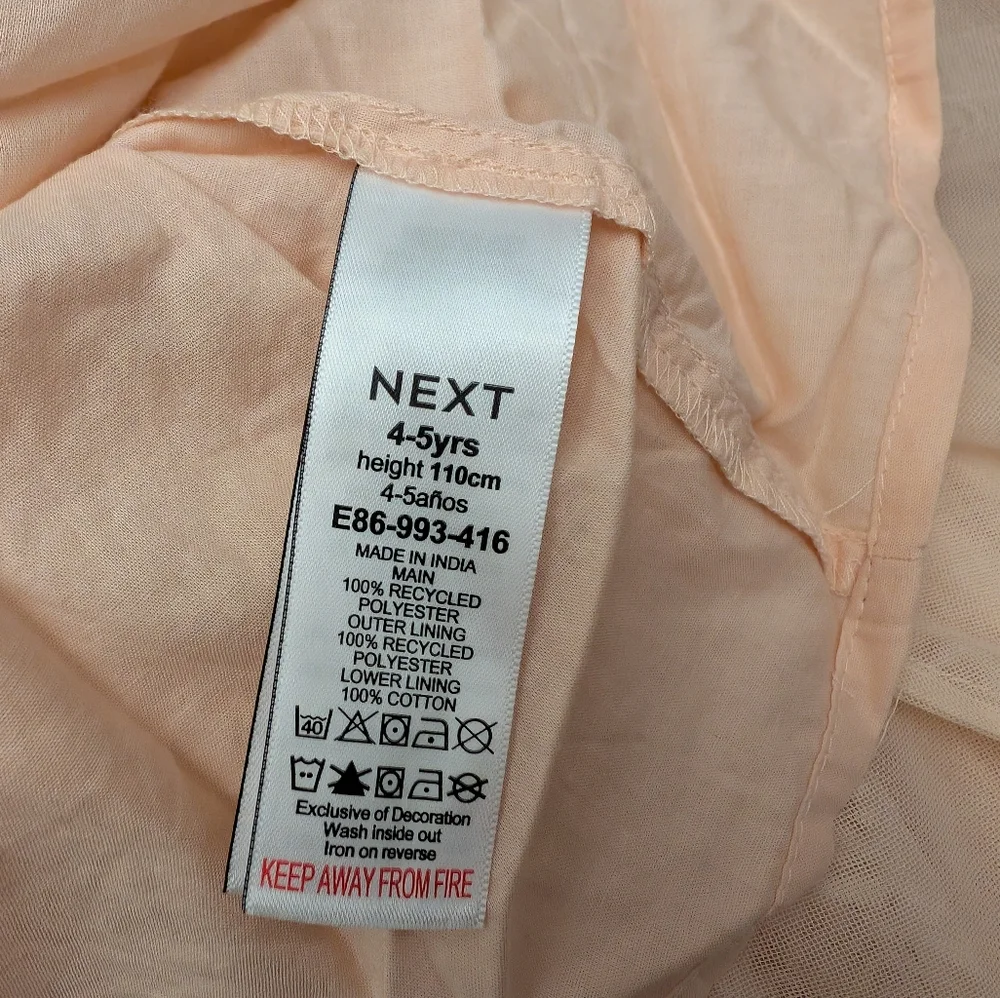 NEXT
4-5yrs
height 110cm
4-5años
E86-993-416
MADE IN INDIA
MAIN
100% RECYCLED
POLYESTER
OUTER LINING
100% RECYCLED
POLYESTER
LOWER LINING
100% COTTON
40
Exclusive of Decoration
Wash inside out
Iron on reverse
KEEP AWAY FROM FIRE